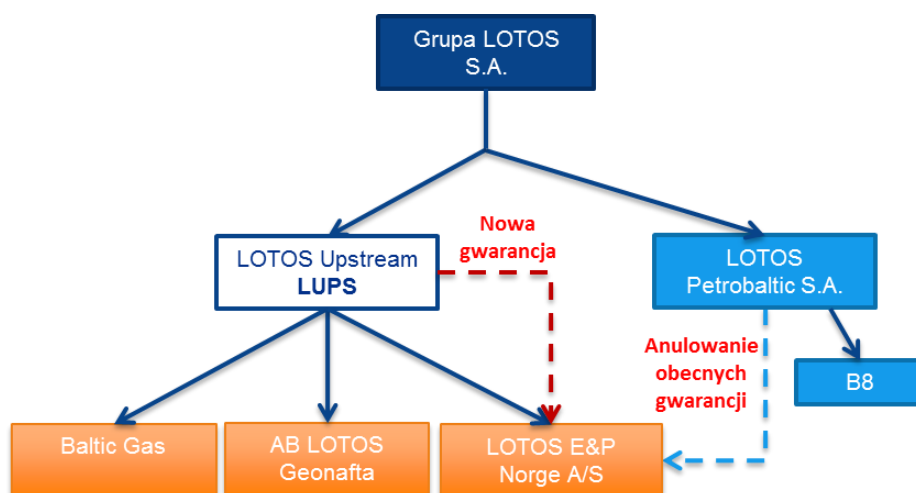 Grupa LOTOS
S.A.
Nowa
gwarancja
LOTOS Upstream
LUPS
LOTOS
Petrobaltic S.A.
Anulowanie
obecnych
gwarancji
B8
Baltic Gas
AB LOTOS
Geonafta
LOTOS E&P
Norge A/S